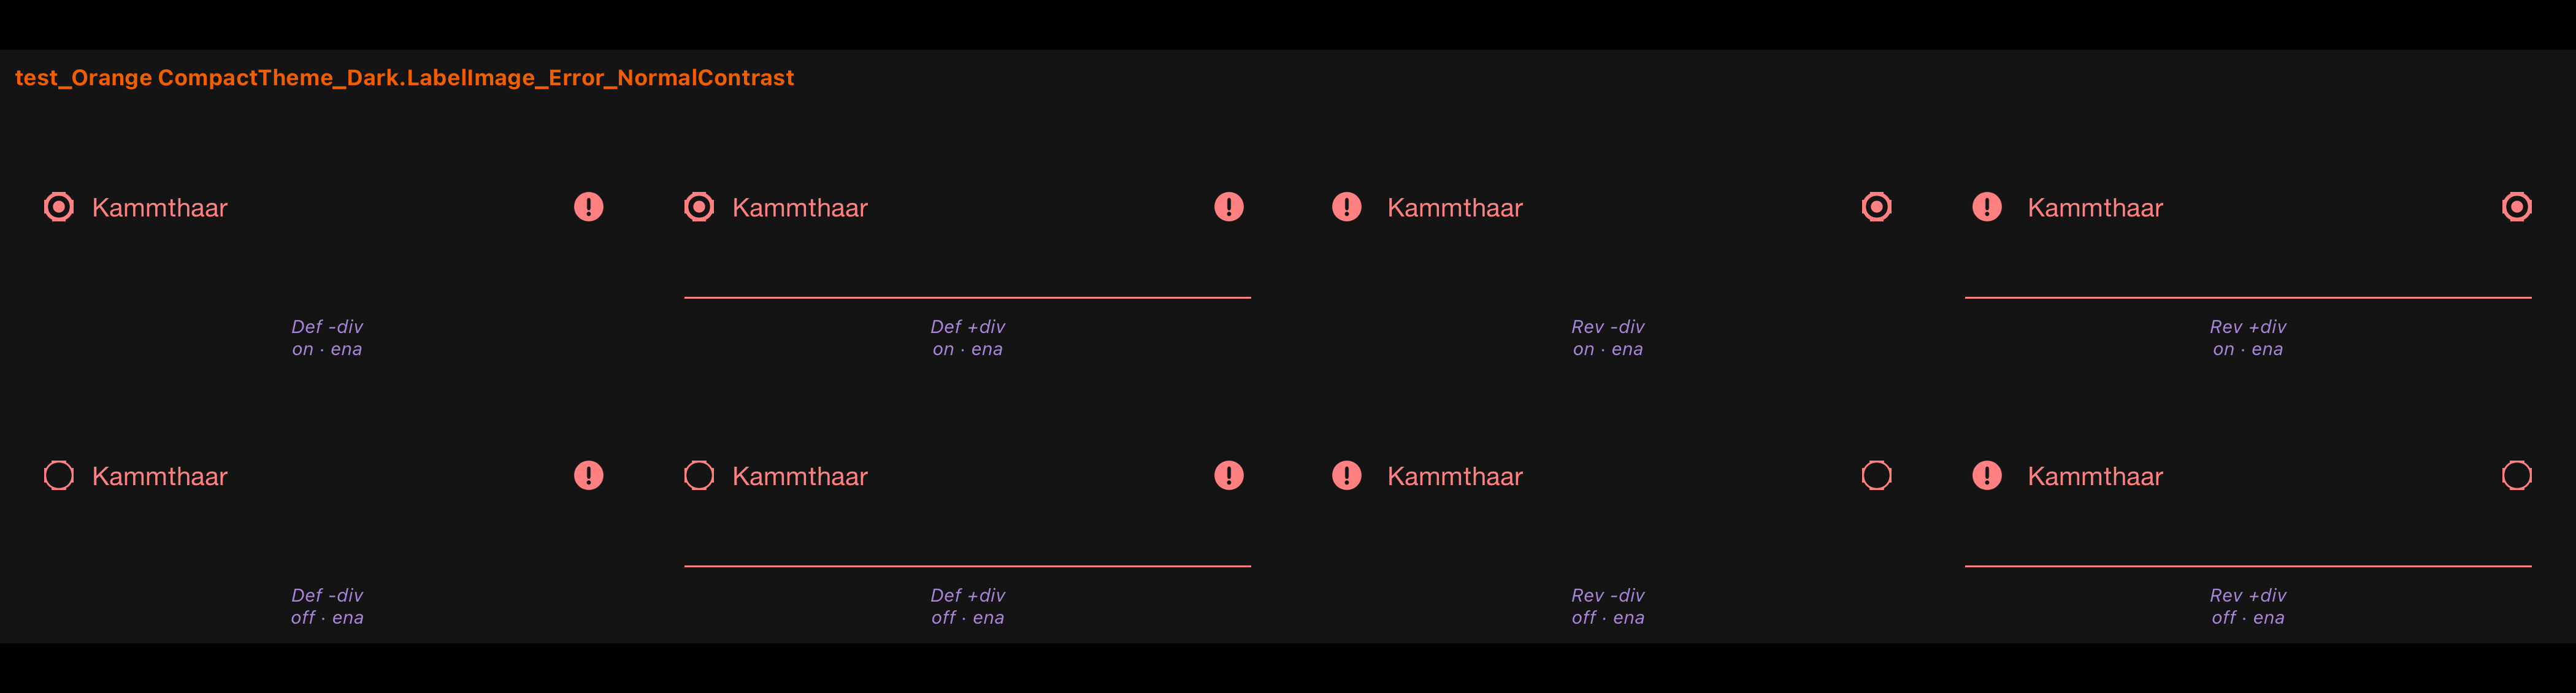 test_Orange CompactTheme_Dark.LabelImage_Error_NormalContrast
Kammthaar
Kammthaar
Kammthaar
Kammthaar
Def -div
on · ena
Def +div
on · ena
Rev -div
on · ena
Rev +div
on · ena
Kammthaar
Kammthaar
Kammthaar
Kammthaar
Def -div
off · ena
Def +div
off · ena
Rev -div
off · ena
Rev +div
off · ena